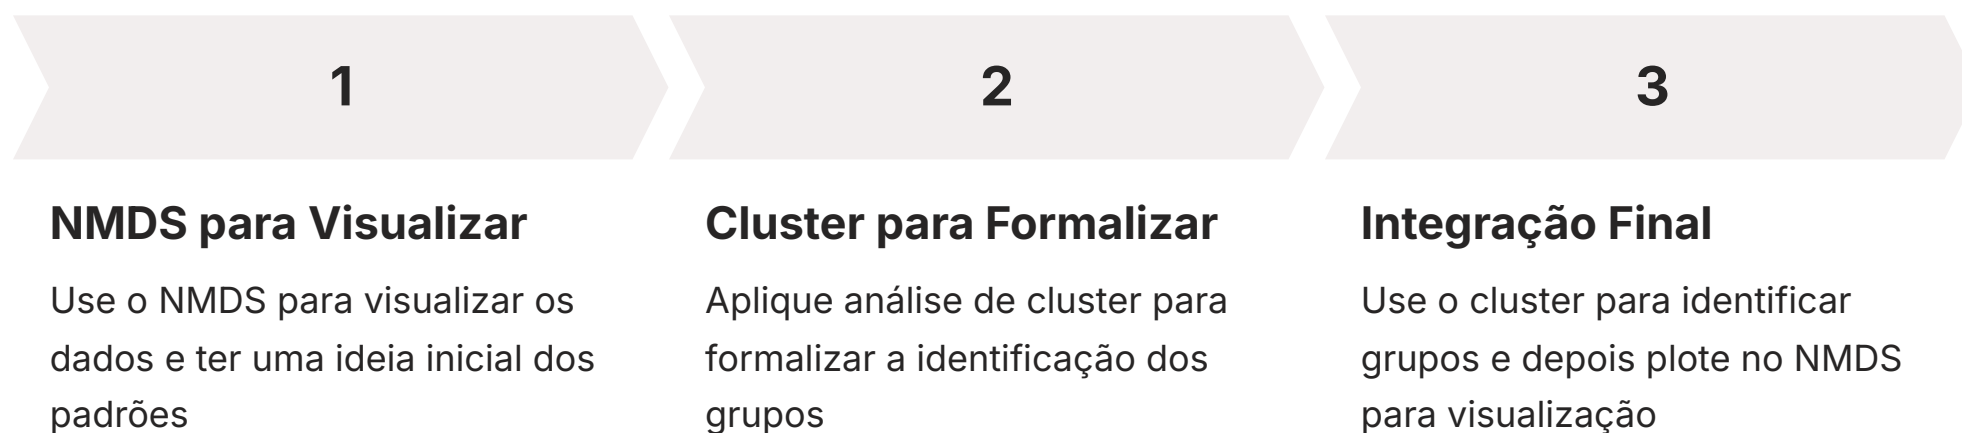 1
NMDS para Visualizar
Use o NMDS para visualizar os
dados e ter uma ideia inicial dos
padrões
2
Cluster para Formalizar
Aplique análise de cluster para
formalizar a identificação dos
grupos
3
Integração Final
Use o cluster para identificar
grupos e depois plote no NMDS
para visualização